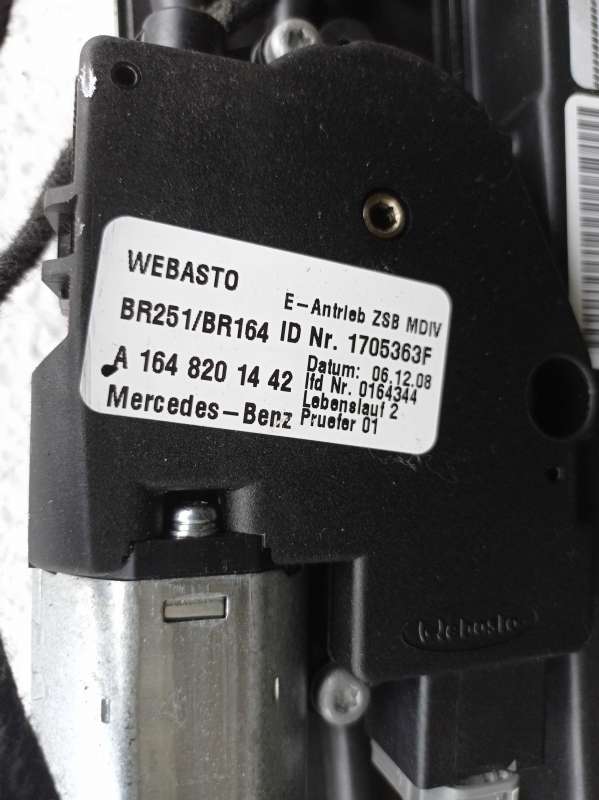 WEBASTO
E-Antrieb ZSB MDIV
BR251/BR164 ID Nr. 1705363F
A 164 820 14 42 Datum: 06.12.08
lfd Nr. 0164344
Lebenslauf 2
Mercedes-Benz Pruefer 01
Webasto